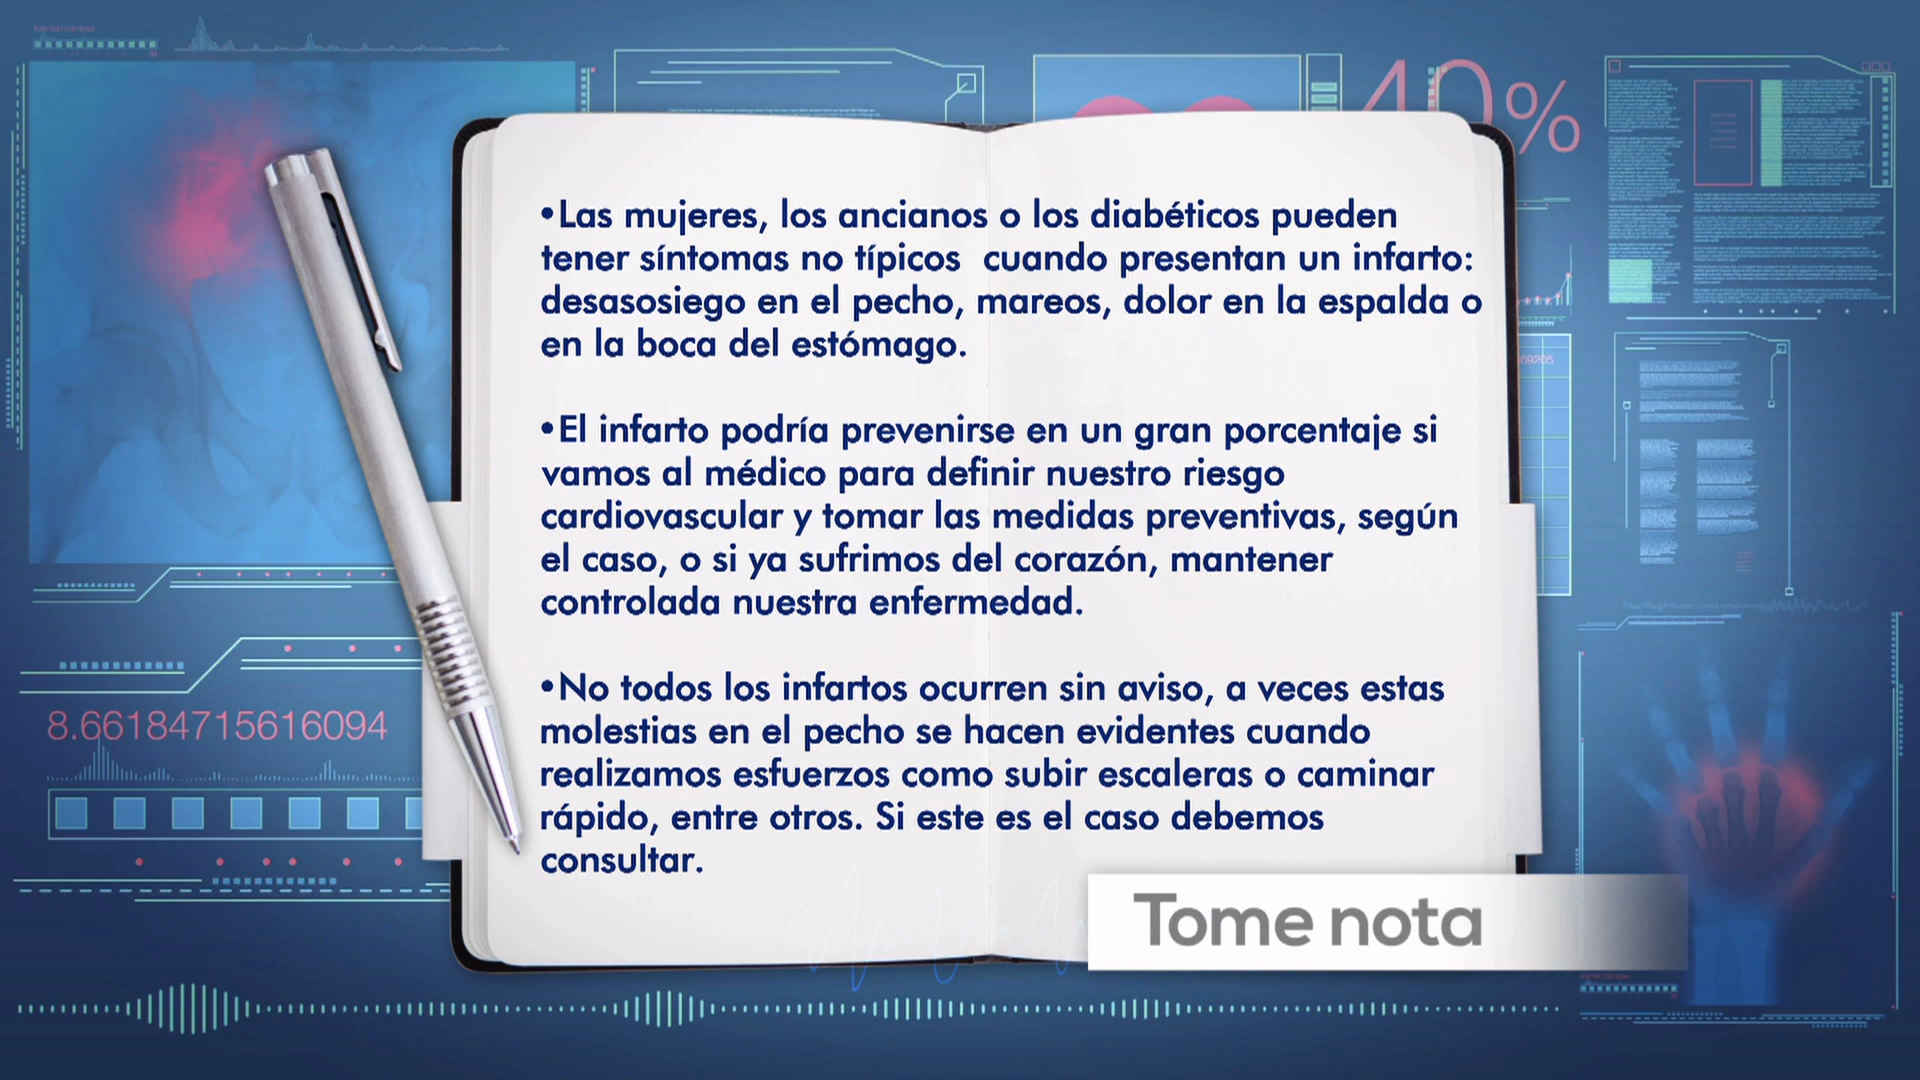 8.66184715616094
40%
•Las mujeres, los ancianos o los diabéticos pueden
tener síntomas no típicos  cuando presentan un infarto:
desasosiego en el pecho, mareos, dolor en la espalda o
en la boca del estómago.
•El infarto podría prevenirse en un gran porcentaje si
vamos al médico para definir nuestro riesgo
cardiovascular y tomar las medidas preventivas, según
el caso, o si ya sufrimos del corazón, mantener
controlada nuestra enfermedad.
•No todos los infartos ocurren sin aviso, a veces estas
molestias en el pecho se hacen evidentes cuando
realizamos esfuerzos como subir escaleras o caminar
rápido, entre otros. Si este es el caso debemos
consultar.
8.66184715616094
Tome nota